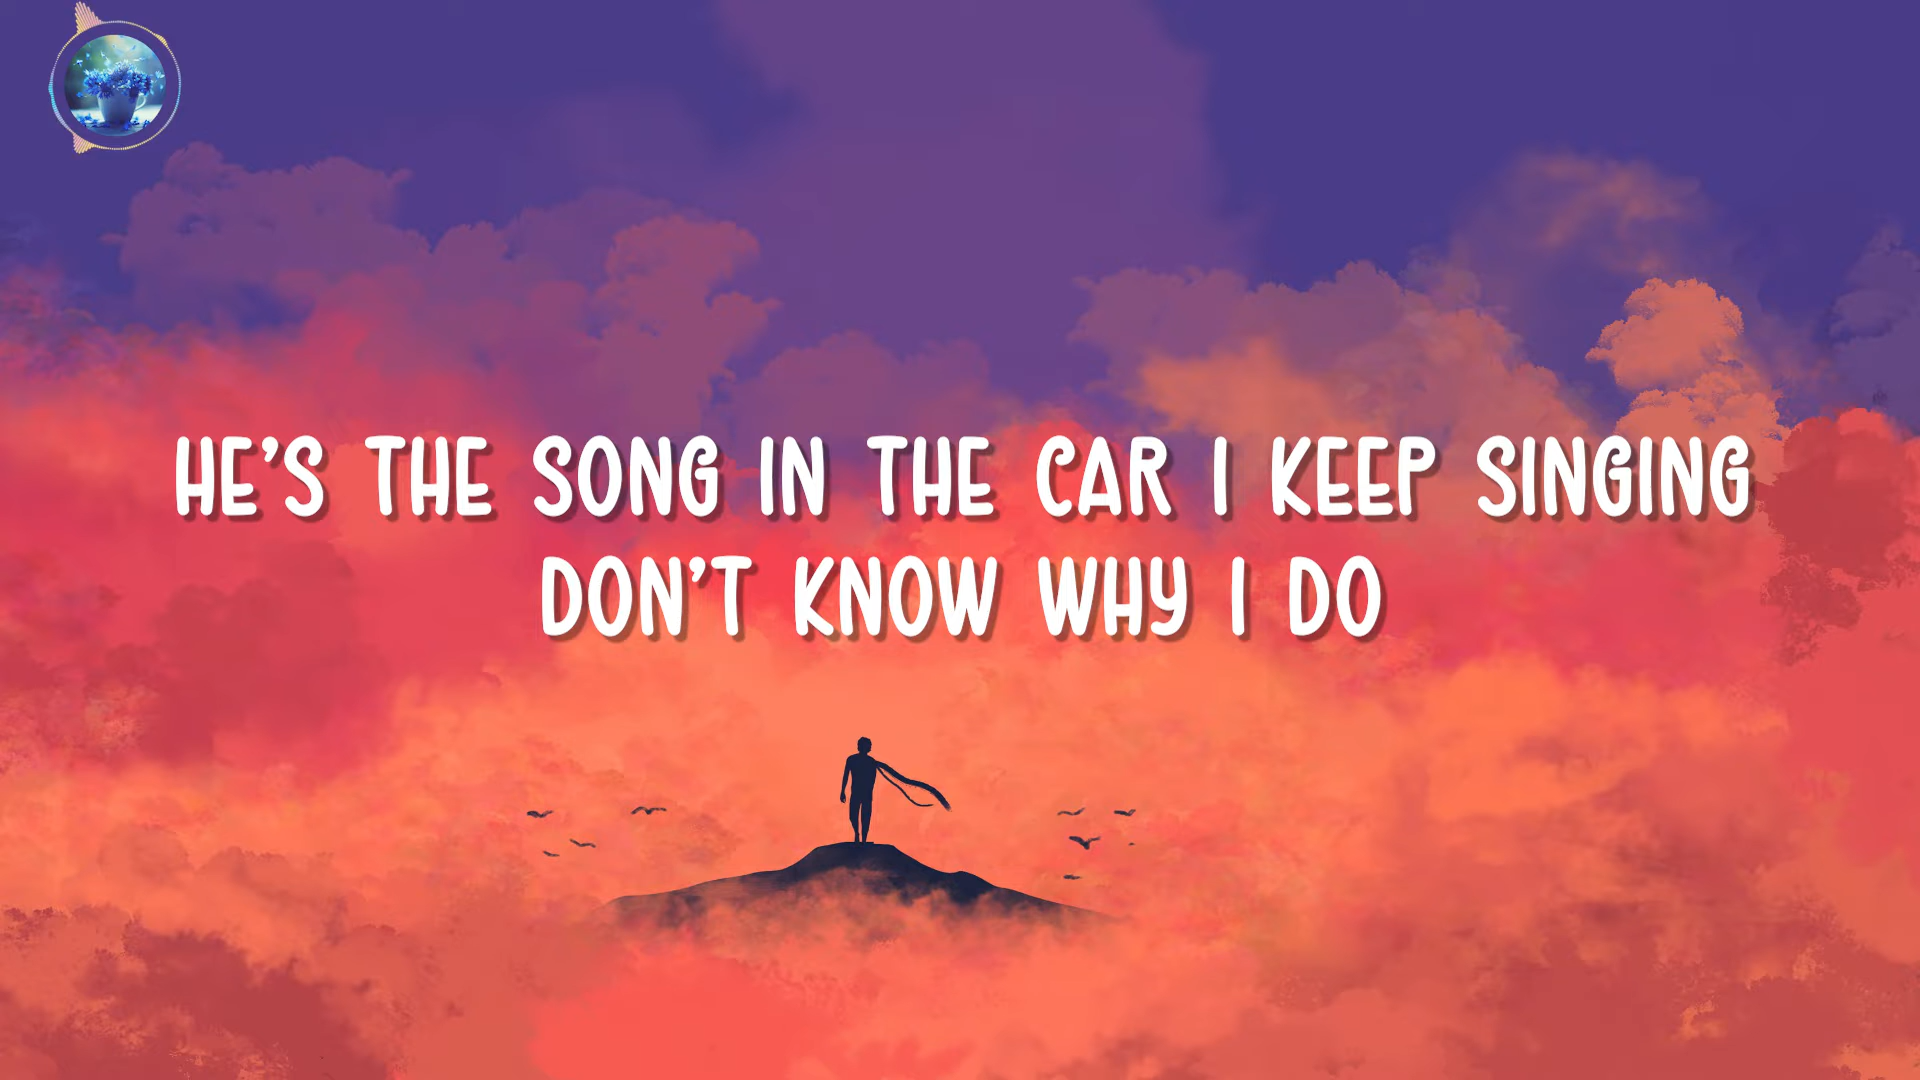 HE'S THE SONG IN THE CAR I KEEP SINGING
DON'T KNOW WHY I DO